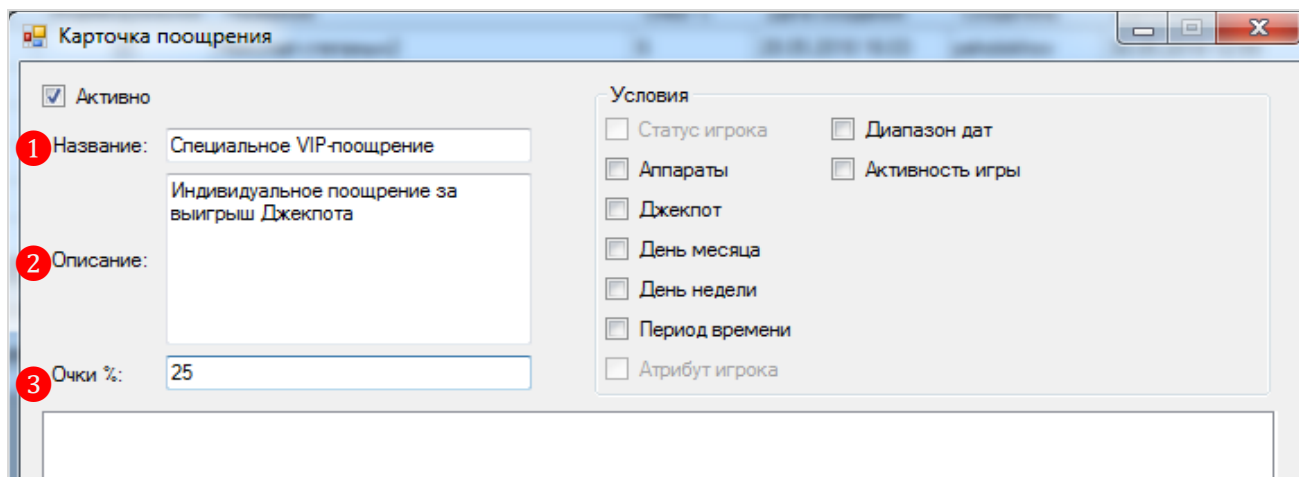 Карточка поощрения
Активно
1 Название: Специальное VIP-поощрение
2 Описание: Индивидуальное поощрение за
выигрыш Джекпота
3 Очки %: 25
Условия
Статус игрока
Аппараты
Джекпот
День месяца
День недели
Период времени
Атрибут игрока
Диапазон дат
Активность игры